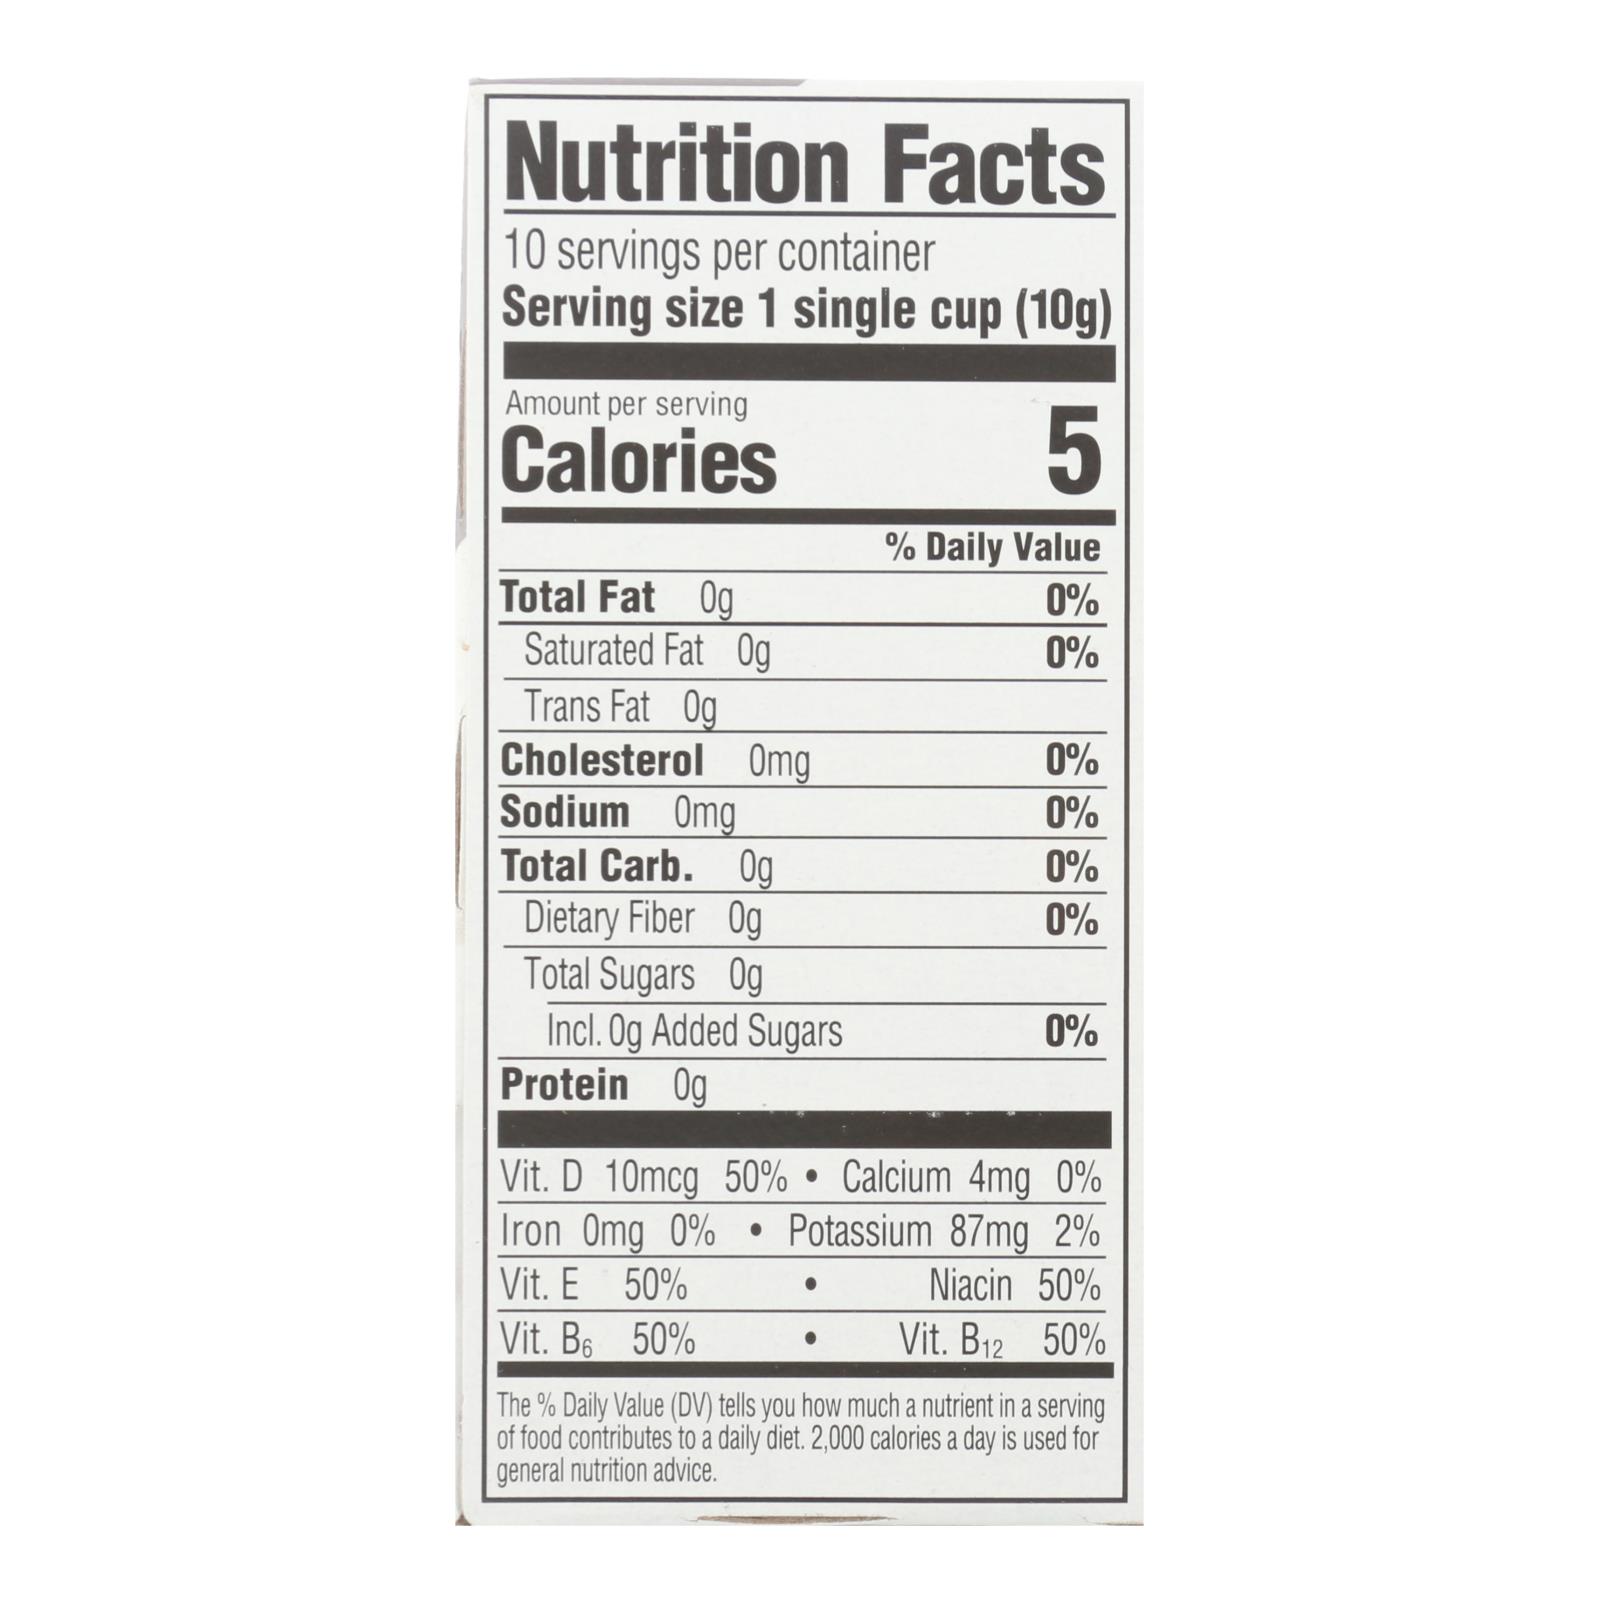 Nutrition Facts
10 servings per container
Serving size 1 single cup (10g)
Amount per serving
Calories 5
% Daily Value
Total Fat 0g 0%
Saturated Fat 0g 0%
Trans Fat 0g
Cholesterol 0mg 0%
Sodium 0mg 0%
Total Carb. 0g 0%
Dietary Fiber 0g 0%
Total Sugars 0g
Incl. 0g Added Sugars 0%
Protein 0g
Vit. D 10mcg 50% • Calcium 4mg 0%
Iron 0mg 0% • Potassium 87mg 2%
Vit. E 50% • Niacin 50%
Vit. B6 50% • Vit. B12 50%
The % Daily Value (DV) tells you how much a nutrient in a serving
of food contributes to a daily diet. 2,000 calories a day is used for
general nutrition advice.